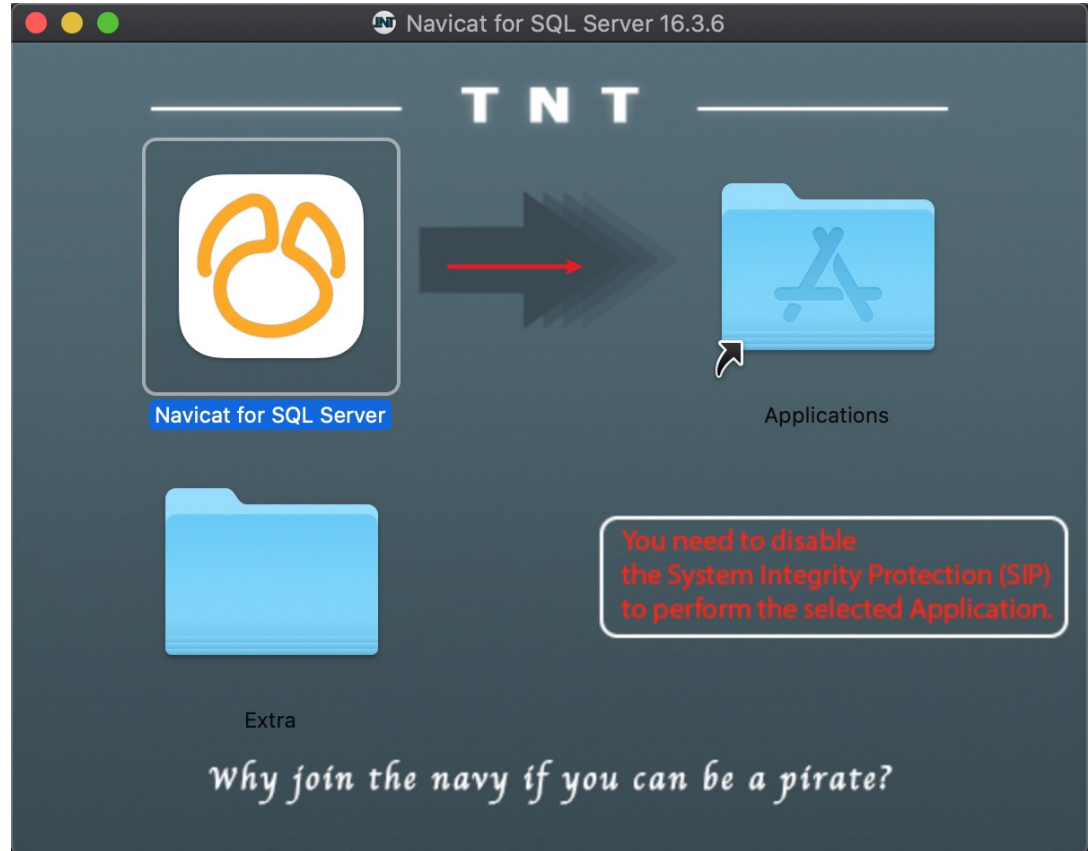 Navicat for SQL Server 16.3.6
TNT
Navicat for SQL Server
Applications
You need to disable
the System Integrity Protection (SIP)
to perform the selected Application.
Extra
Why join the navy if you can be a pirate?